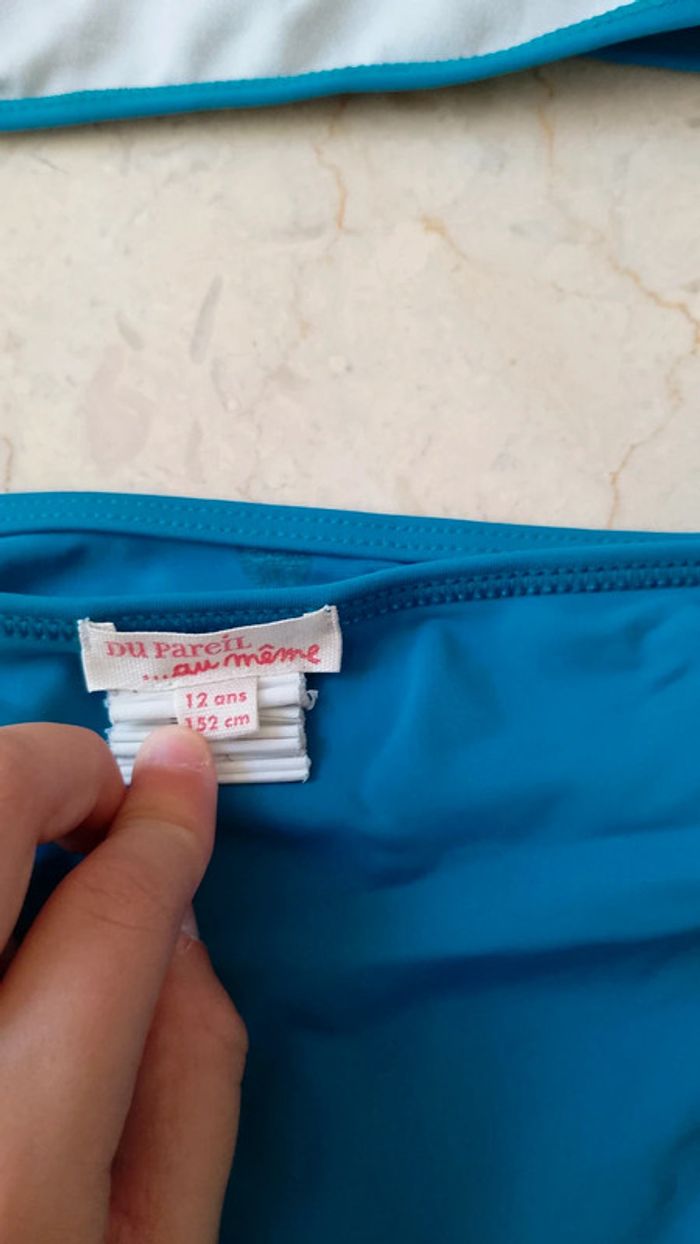 DU PareiL
...au même
12 ans
152 cm